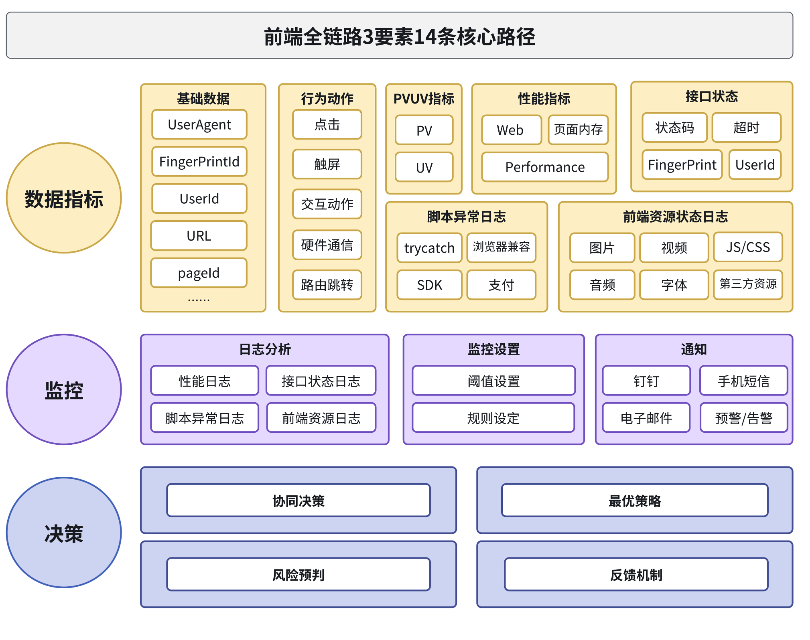 前端全链路3要素14条核心路径
数据指标
基础数据
UserAgent
FingerPrintId
UserId
URL
pageId
......
行为动作
点击
触屏
交互动作
硬件通信
路由跳转
PVUV指标
PV
UV
性能指标
Web
页面内存
Performance
接口状态
状态码
超时
FingerPrint
UserId
脚本异常日志
trycatch
浏览器兼容
SDK
支付
前端资源状态日志
图片
视频
JS/CSS
音频
字体
第三方资源
监控
日志分析
性能日志
接口状态日志
脚本异常日志
前端资源日志
监控设置
阈值设置
规则设定
通知
钉钉
手机短信
电子邮件
预警/告警
决策
协同决策
最优策略
风险预判
反馈机制